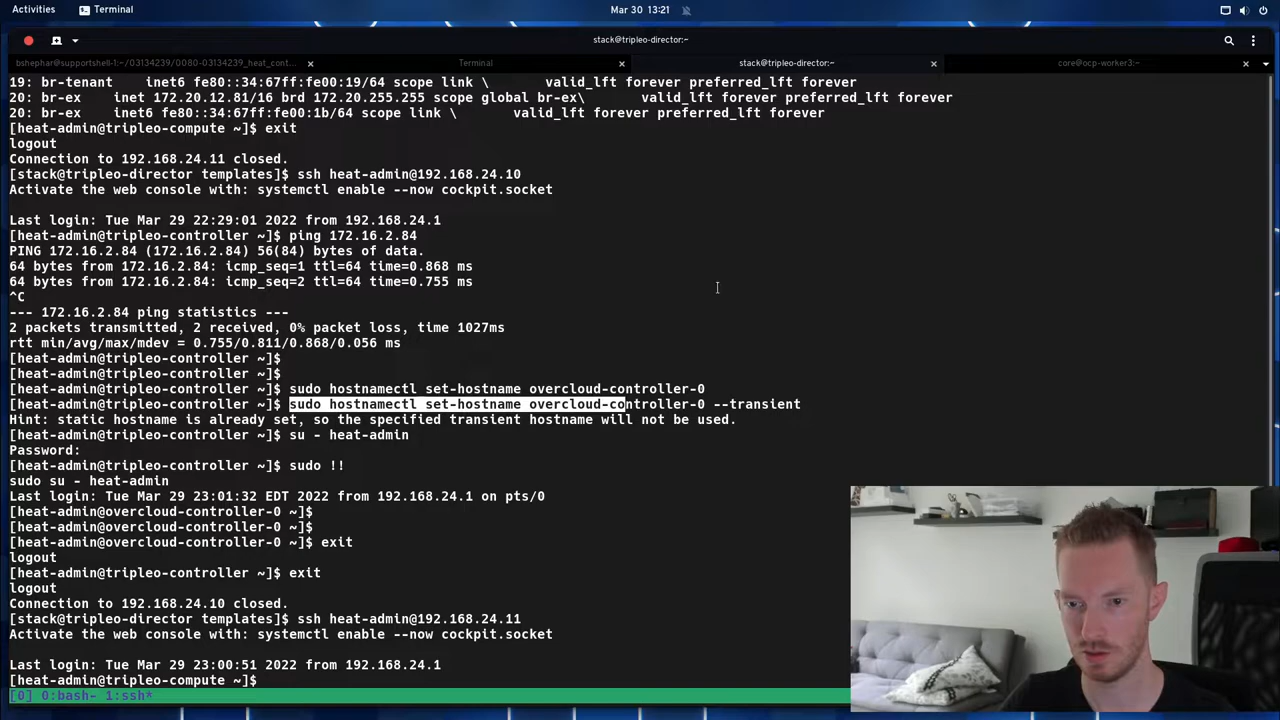 Activities
Terminal
Mar 30 13:21
stack@tripleo-director:~
bshephar@supportshell-1:~/03134239/0080-03134239_heat_cont...
Terminal
stack@tripleo-director:~
core@ocp-worker3:~
19: br-tenant    inet6 fe80::34:67ff:fe00:19/64 scope link \       valid_lft forever preferred_lft forever
20: br-ex    inet 172.20.12.81/16 brd 172.20.255.255 scope global br-ex\       valid_lft forever preferred_lft forever
20: br-ex    inet6 fe80::34:67ff:fe00:1b/64 scope link \       valid_lft forever preferred_lft forever
[heat-admin@tripleo-compute ~]$ exit
logout
Connection to 192.168.24.11 closed.
[stack@tripleo-director templates]$ ssh heat-admin@192.168.24.10
Activate the web console with: systemctl enable --now cockpit.socket
Last login: Tue Mar 29 22:29:01 2022 from 192.168.24.1
[heat-admin@tripleo-controller ~]$ ping 172.16.2.84
PING 172.16.2.84 (172.16.2.84) 56(84) bytes of data.
64 bytes from 172.16.2.84: icmp_seq=1 ttl=64 time=0.868 ms
64 bytes from 172.16.2.84: icmp_seq=2 ttl=64 time=0.755 ms
^C
--- 172.16.2.84 ping statistics ---
2 packets transmitted, 2 received, 0% packet loss, time 1027ms
rtt min/avg/max/mdev = 0.755/0.811/0.868/0.056 ms
[heat-admin@tripleo-controller ~]$
[heat-admin@tripleo-controller ~]$
[heat-admin@tripleo-controller ~]$ sudo hostnamectl set-hostname overcloud-controller-0
[heat-admin@tripleo-controller ~]$ sudo hostnamectl set-hostname overcloud-controller-0 --transient
Hint: static hostname is already set, so the specified transient hostname will not be used.
[heat-admin@tripleo-controller ~]$ su - heat-admin
Password:
[heat-admin@tripleo-controller ~]$ sudo !!
sudo su - heat-admin
Last login: Tue Mar 29 23:01:32 EDT 2022 from 192.168.24.1 on pts/0
[heat-admin@overcloud-controller-0 ~]$
[heat-admin@overcloud-controller-0 ~]$
[heat-admin@overcloud-controller-0 ~]$ exit
logout
[heat-admin@tripleo-controller ~]$ exit
logout
Connection to 192.168.24.10 closed.
[stack@tripleo-director templates]$ ssh heat-admin@192.168.24.11
Activate the web console with: systemctl enable --now cockpit.socket
Last login: Tue Mar 29 23:00:51 2022 from 192.168.24.1
[heat-admin@tripleo-compute ~]$
[0] 0:bash- 1:ssh*